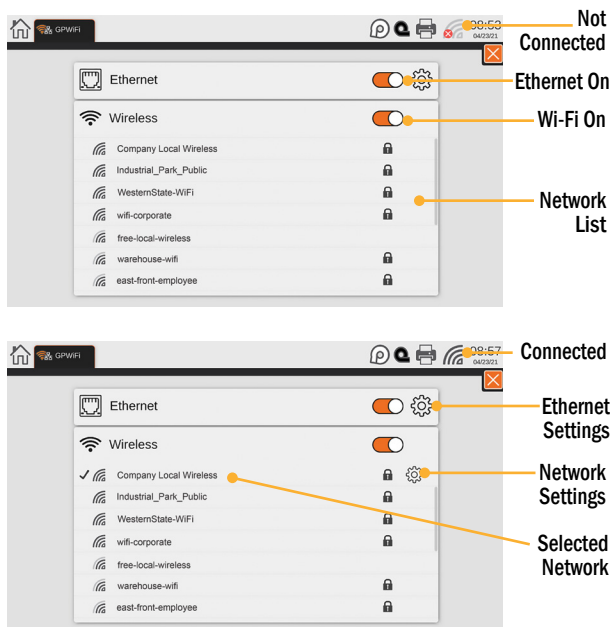 GPWiFi
08:53
04/23/21
Not
Connected
Ethernet
Ethernet On
Wireless
Wi-Fi On
Company Local Wireless
Industrial_Park_Public
WesternState-WiFi
wifi-corporate
free-local-wireless
warehouse-wifi
east-front-employee
Network
List
GPWiFi
08:57
04/23/21
Connected
Ethernet
Ethernet
Settings
Wireless
Company Local Wireless
Network
Settings
Industrial_Park_Public
WesternState-WiFi
wifi-corporate
free-local-wireless
warehouse-wifi
east-front-employee
Selected
Network